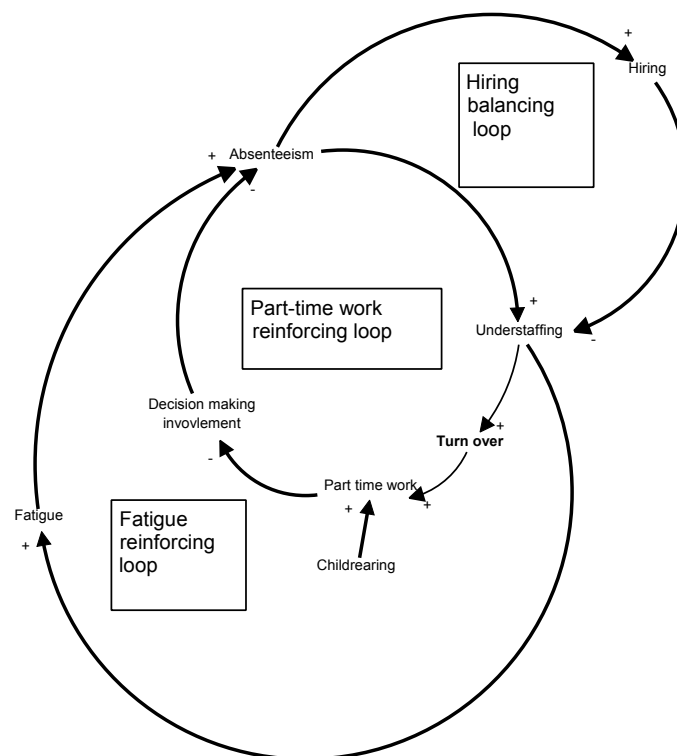 +
Hiring
Hiring
balancing
loop
+
Absenteeism
-
Part-time work
reinforcing loop
+
Understaffing
-
Decision making
invovlement
+
Turn over
-
Part time work
+
+
Fatigue
+
Fatigue
reinforcing
loop
Childrearing